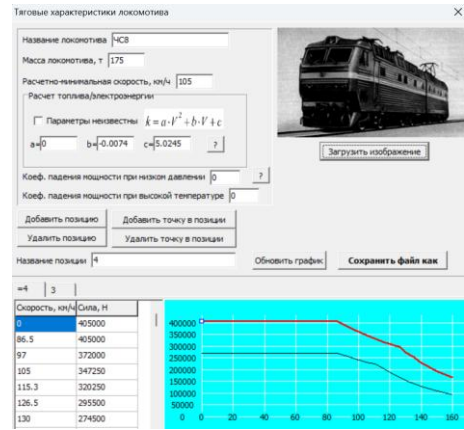 Тяговые характеристики локомотива
Название локомотива ЧС8
Масса локомотива, т 175
Расчетно-минимальная скорость, км/ч 105
Расчет топлива/электроэнергии
Параметры неизвестны k=a·V²+b·V+c
a= 0 b= -0.0074 c= 5.0245 ?
Загрузить изображение
Коеф. падения мощности при низком давлении 0 ?
Коеф. падения мощности при высокой температуре 0
Добавить позицию Добавить точку в позиции
Удалить позицию Удалить точку в позиции
Название позиции 4 Обновить график Сохранить файл как
=4 3
Скорость, км/ч Сила, Н
0 405000
86.5 405000
97 372000
105 347250
115.3 320250
126.5 295500
130 274500
400000
350000
300000
250000
200000
150000
100000
50000
0 0 20 40 60 80 100 120 140 160